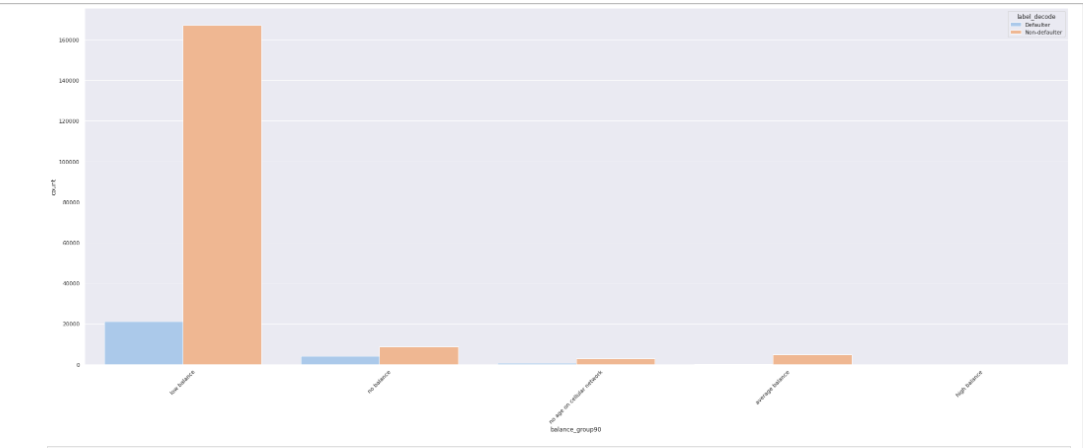 label_decode
Defaulter
Non-defaulter
160000
140000
120000
100000
80000
60000
40000
20000
0
count
low balance
no balance
no age on cellular network
average balance
high balance
balance_group90